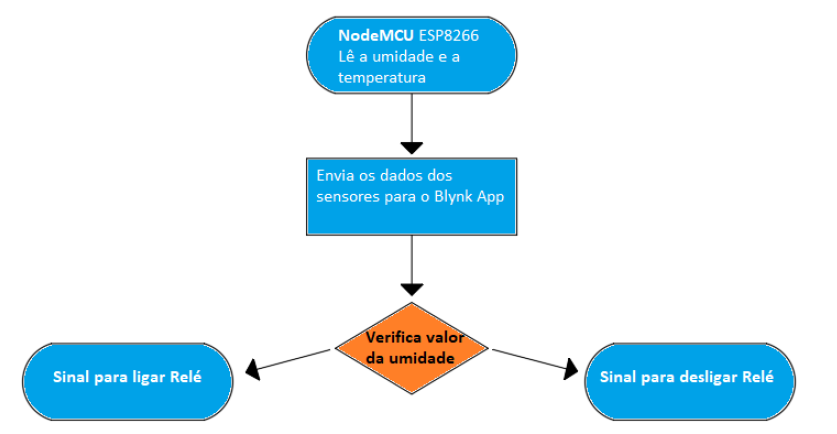 NodeMCU ESP8266
Lê a umidade e a
temperatura
Envia os dados dos
sensores para o Blynk App
Verifica valor
da umidade
Sinal para ligar Relé
Sinal para desligar Relé